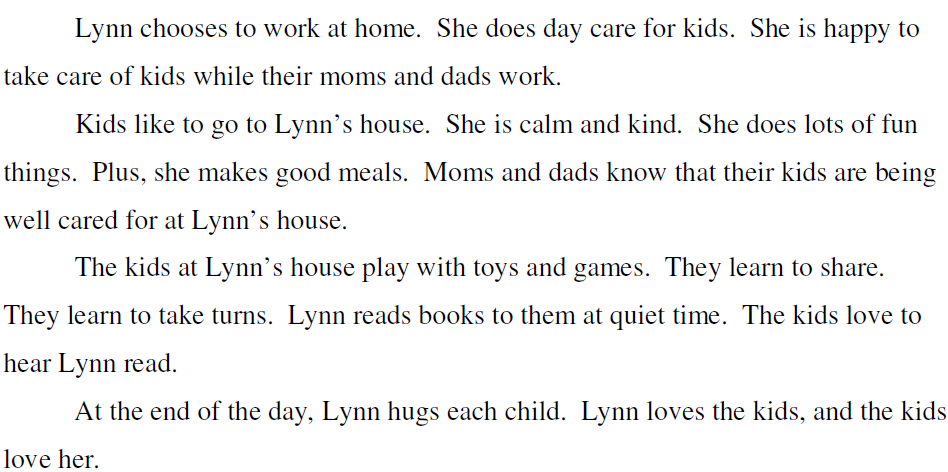 Lynn chooses to work at home.  She does day care for kids.  She is happy to
take care of kids while their moms and dads work.
Kids like to go to Lynn’s house.  She is calm and kind.  She does lots of fun
things.  Plus, she makes good meals.  Moms and dads know that their kids are being
well cared for at Lynn’s house.
The kids at Lynn’s house play with toys and games.  They learn to share.
They learn to take turns.  Lynn reads books to them at quiet time.  The kids love to
hear Lynn read.
At the end of the day, Lynn hugs each child.  Lynn loves the kids, and the kids
love her.